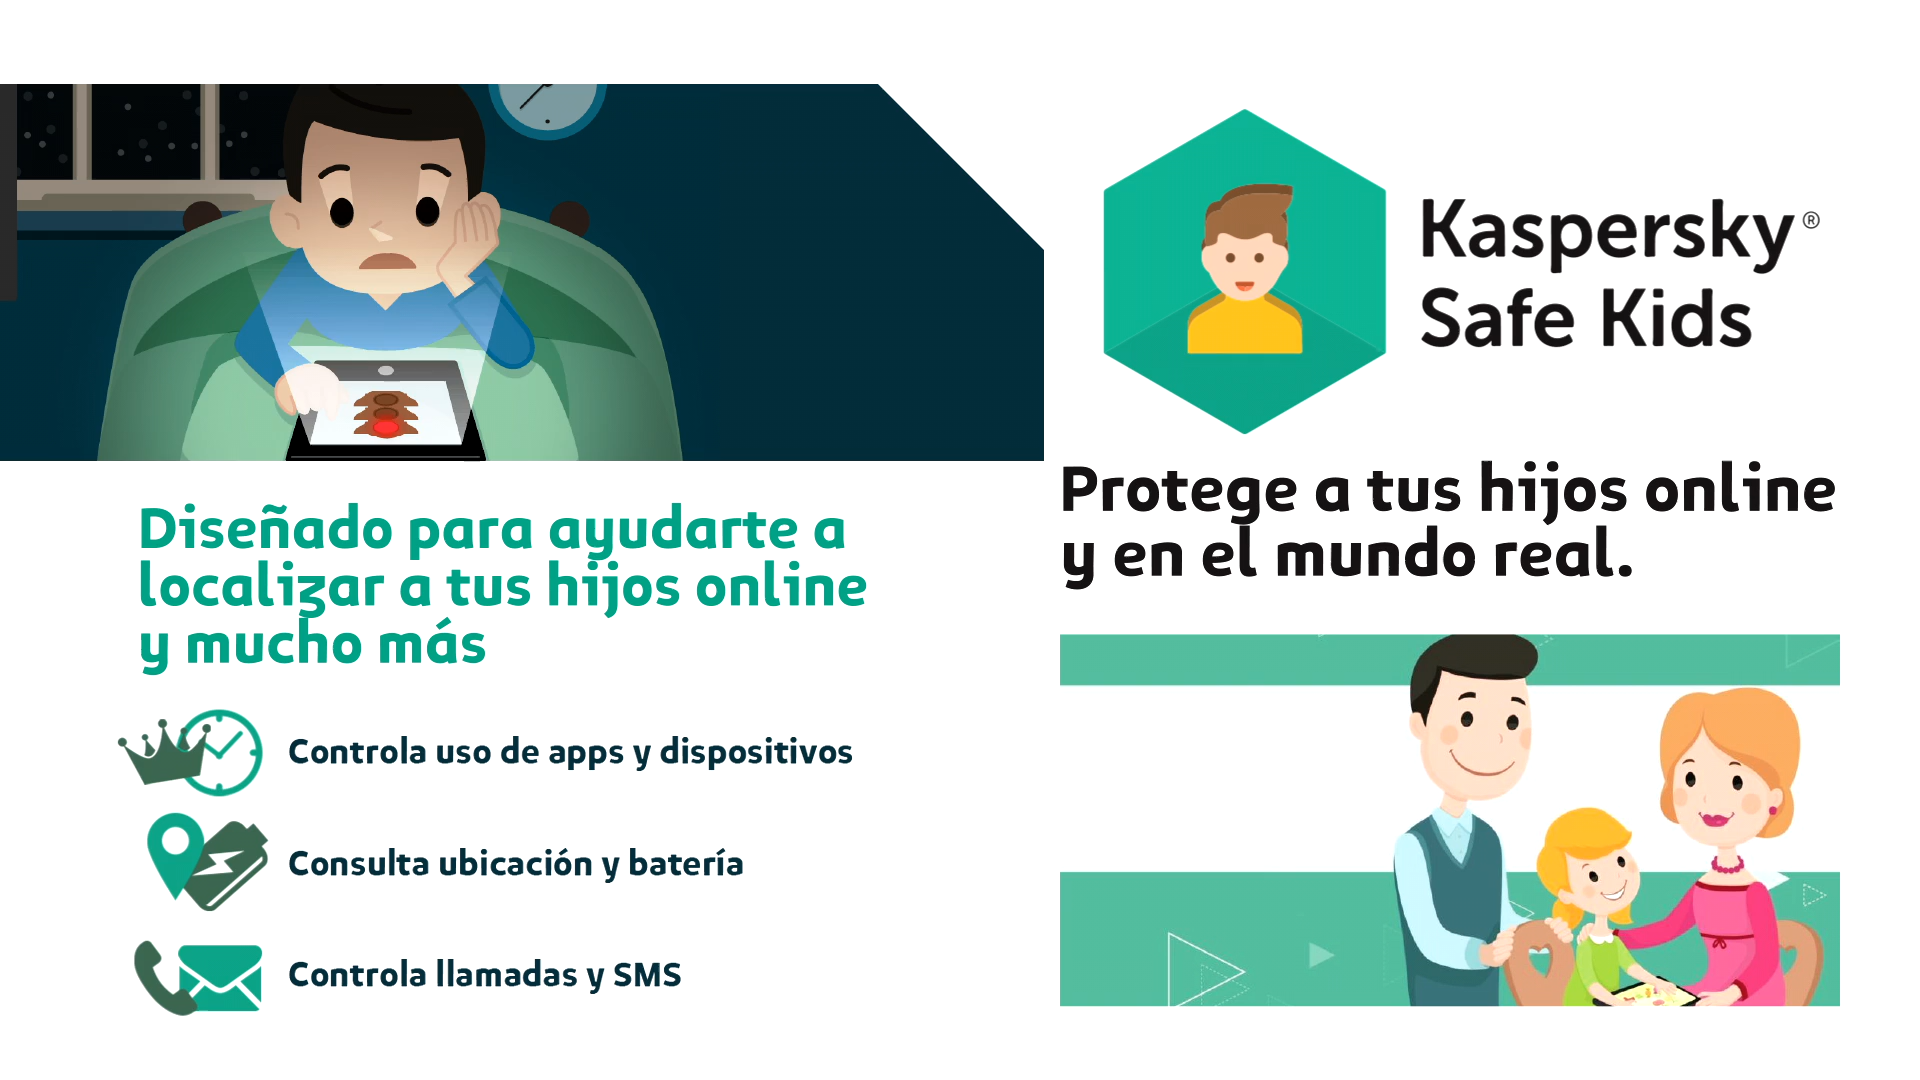 Kaspersky®
Safe Kids
Protege a tus hijos online
y en el mundo real.
Diseñado para ayudarte a
localizar a tus hijos online
y mucho más
Controla uso de apps y dispositivos
Consulta ubicación y batería
Controla llamadas y SMS